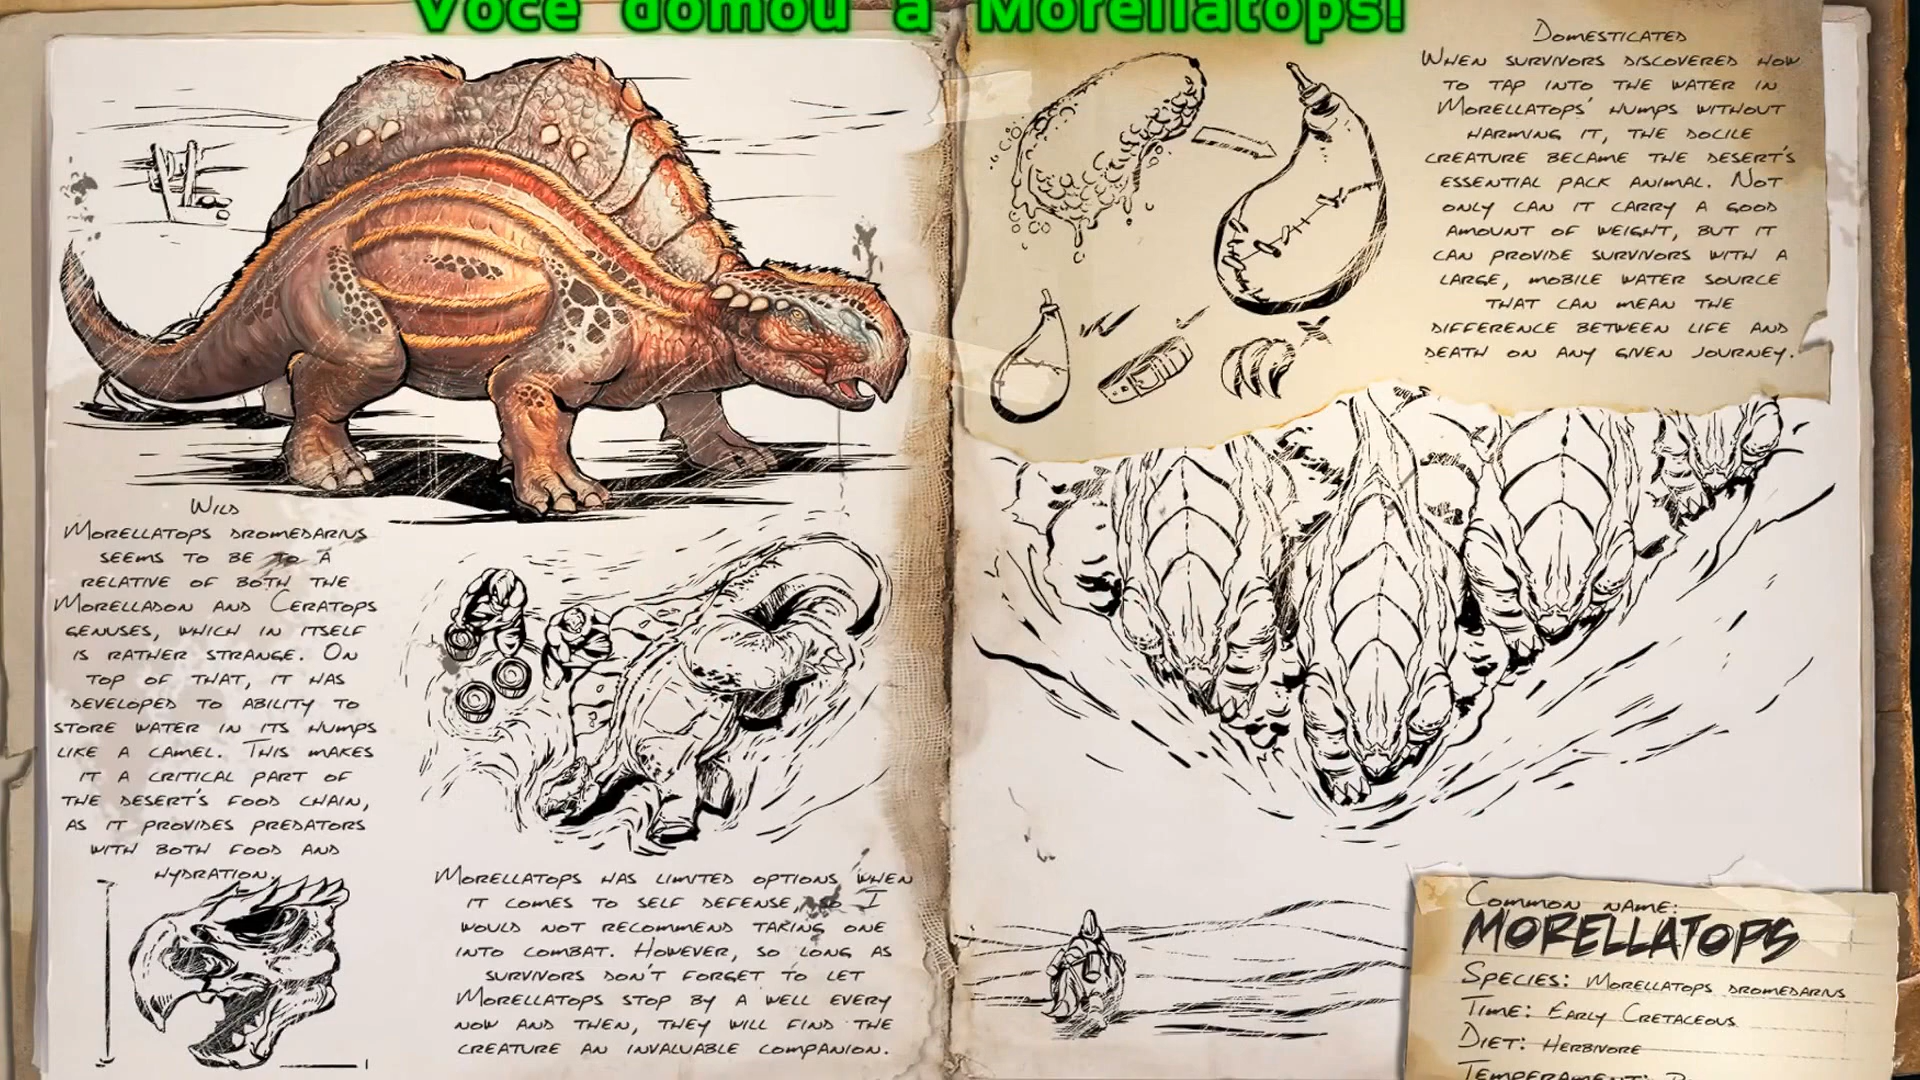 Você domou a Morellatops!
Wild
Morellatops dromedarius
seems to be to a
relative of both the
Morelladon and Ceratops
genuses, which in itself
is rather strange. On
top of that, it has
developed to ability to
store water in its humps
like a camel. This makes
it a critical part of
the desert's food chain,
as it provides predators
with both food and
hydration.
Morellatops has limited options when
it comes to self defense, so I
would not recommend taking one
into combat. However, so long as
survivors don't forget to let
Morellatops stop by a well every
now and then, they will find the
creature an invaluable companion.
Domesticated
When survivors discovered how
to tap into the water in
Morellatops' humps without
harming it, the docile
creature became the desert's
essential pack animal. Not
only can it carry a good
amount of weight, but it
can provide survivors with a
large, mobile water source
that can mean the
difference between life and
death on any given journey.
Common name:
MORELLATOPS
Species: Morellatops dromedarius
Time: Early Cretaceous
Diet: Herbivore
Temperament: